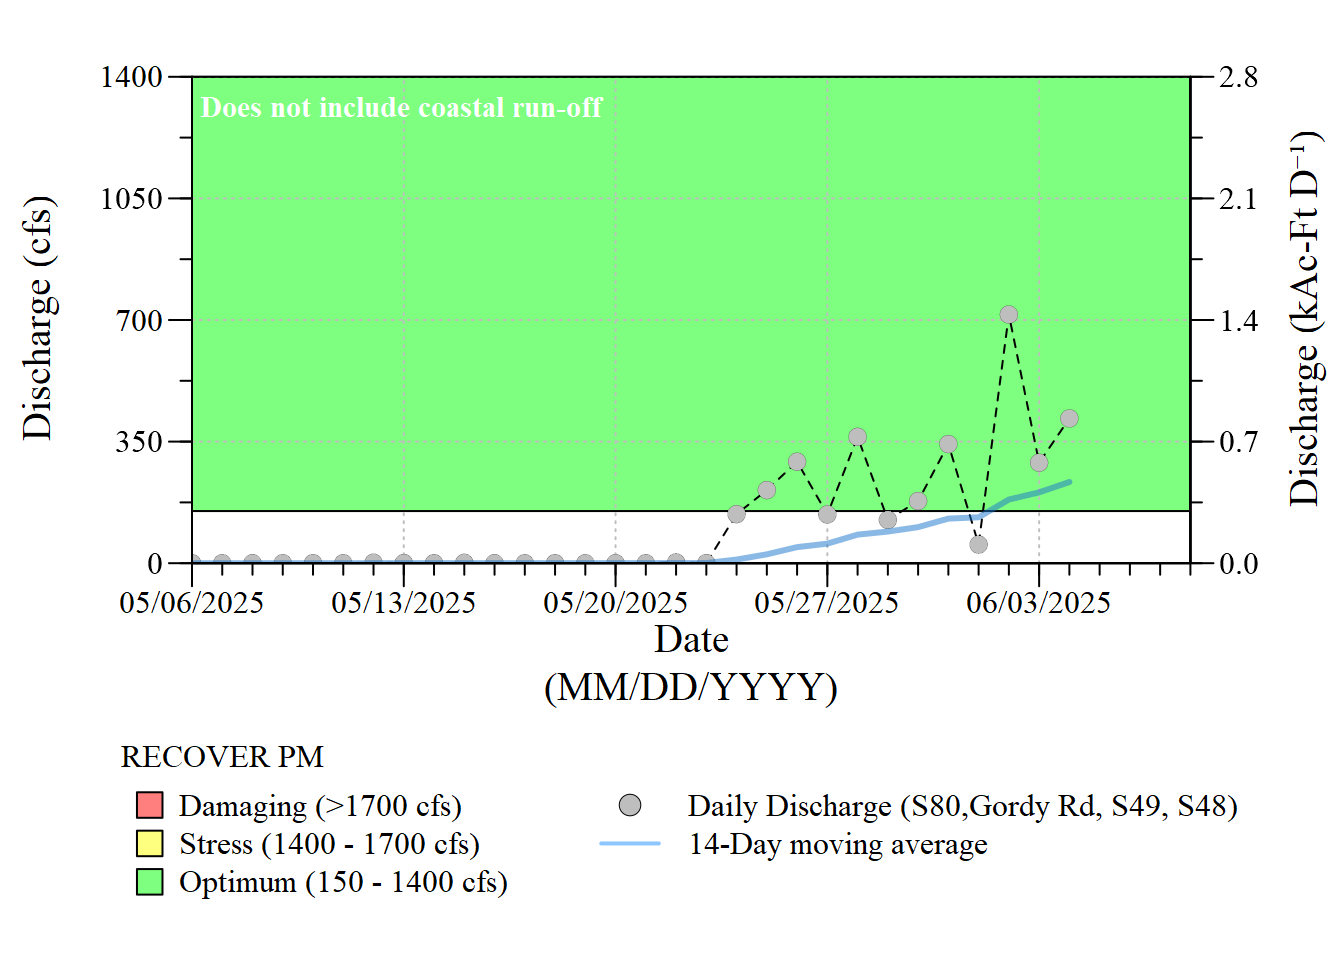 1400
1050
700
350
0
Discharge (cfs)
Does not include coastal run-off
2.8
2.1
1.4
0.7
0.0
Discharge (kAc-Ft D⁻¹)
05/06/2025
05/13/2025
05/20/2025
05/27/2025
06/03/2025
Date
(MM/DD/YYYY)
RECOVER PM
Damaging (>1700 cfs)
Stress (1400 - 1700 cfs)
Optimum (150 - 1400 cfs)
Daily Discharge (S80,Gordy Rd, S49, S48)
14-Day moving average